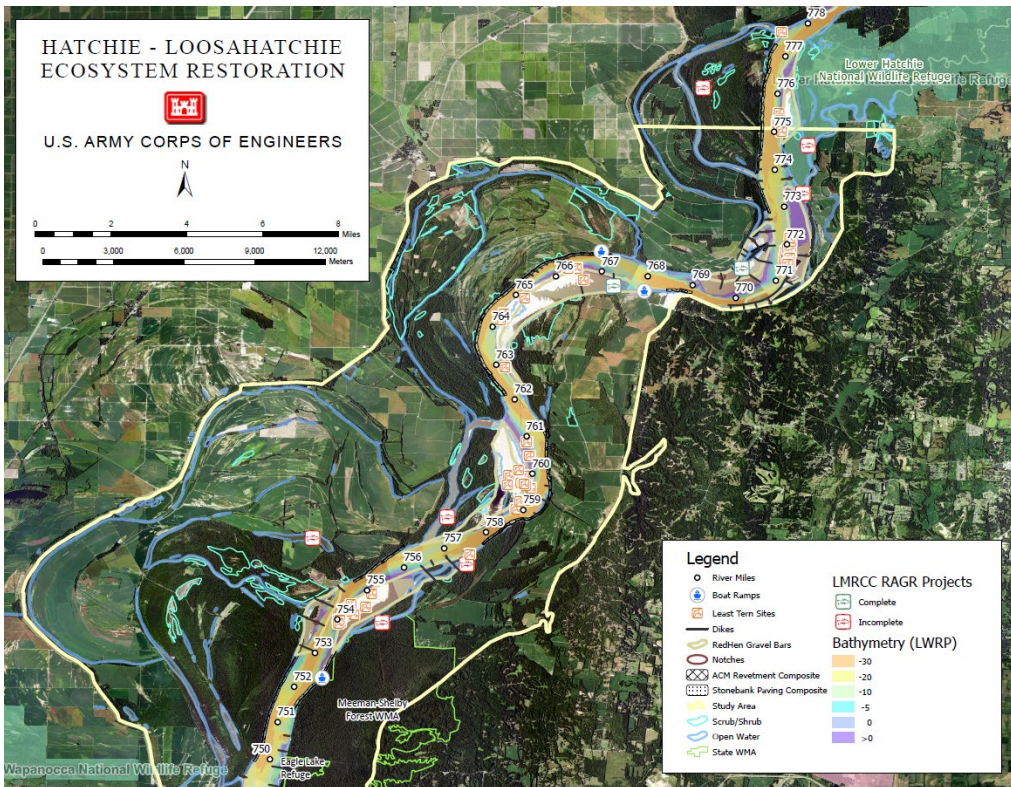 HATCHIE - LOOSAHATCHIE
ECOSYSTEM RESTORATION
U.S. ARMY CORPS OF ENGINEERS
N
0 2 4 6 8
Miles
0 3,000 6,000 9,000 12,000
Meters
778
777
Lower Hatchie
National Wildlife Refuge
776
775
774
773
772
771
770
769
768
767
766
765
764
763
762
761
760
759
758
757
756
755
754
753
752
751
750
Meeman-Shelby
Forest WMA
Eagle Lake
Refuge
Wapanocca National Wildlife Refuge
Legend
River Miles
Boat Ramps
Least Tern Sites
Dikes
RedHen Gravel Bars
Notches
ACM Revetment Composite
Stonebank Paving Composite
Study Area
Scrub/Shrub
Open Water
State WMA
LMRCC RAGR Projects
Complete
Incomplete
Bathymetry (LWRP)
-30
-20
-10
-5
0
>0